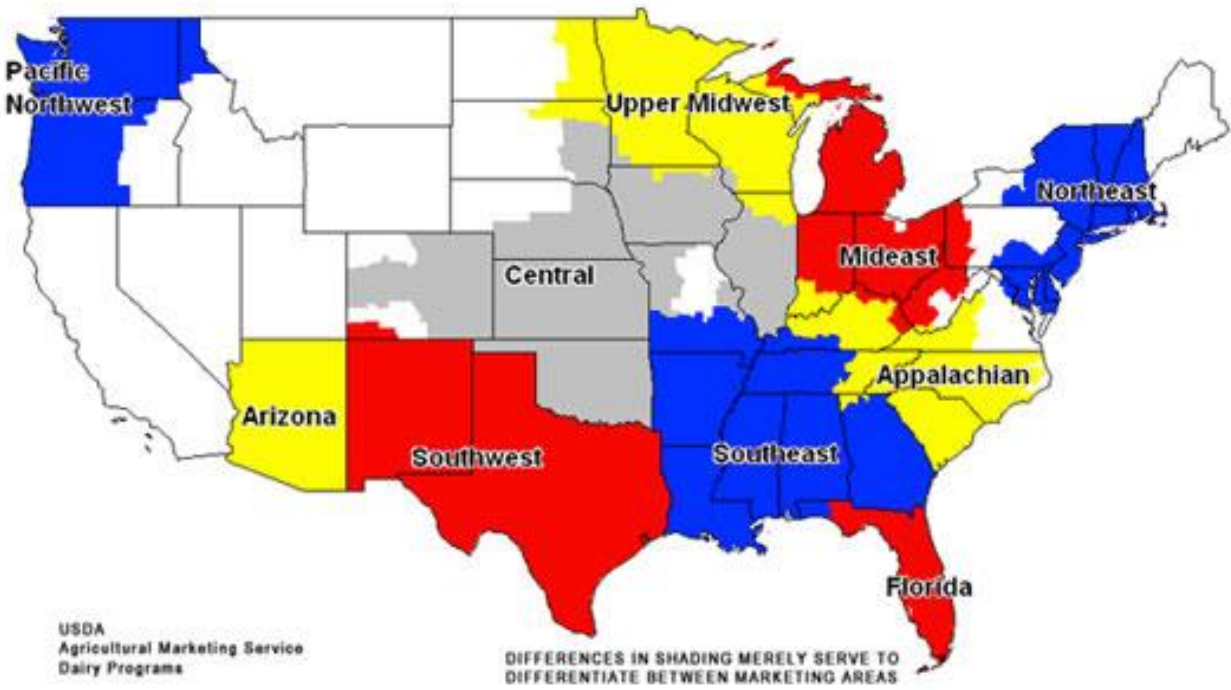 Pacific
Northwest
Upper Midwest
Northeast
Mideast
Central
Appalachian
Arizona
Southwest
Southeast
Florida
USDA
Agricultural Marketing Service
Dairy Programs
DIFFERENCES IN SHADING MERELY SERVE TO
DIFFERENTIATE BETWEEN MARKETING AREAS